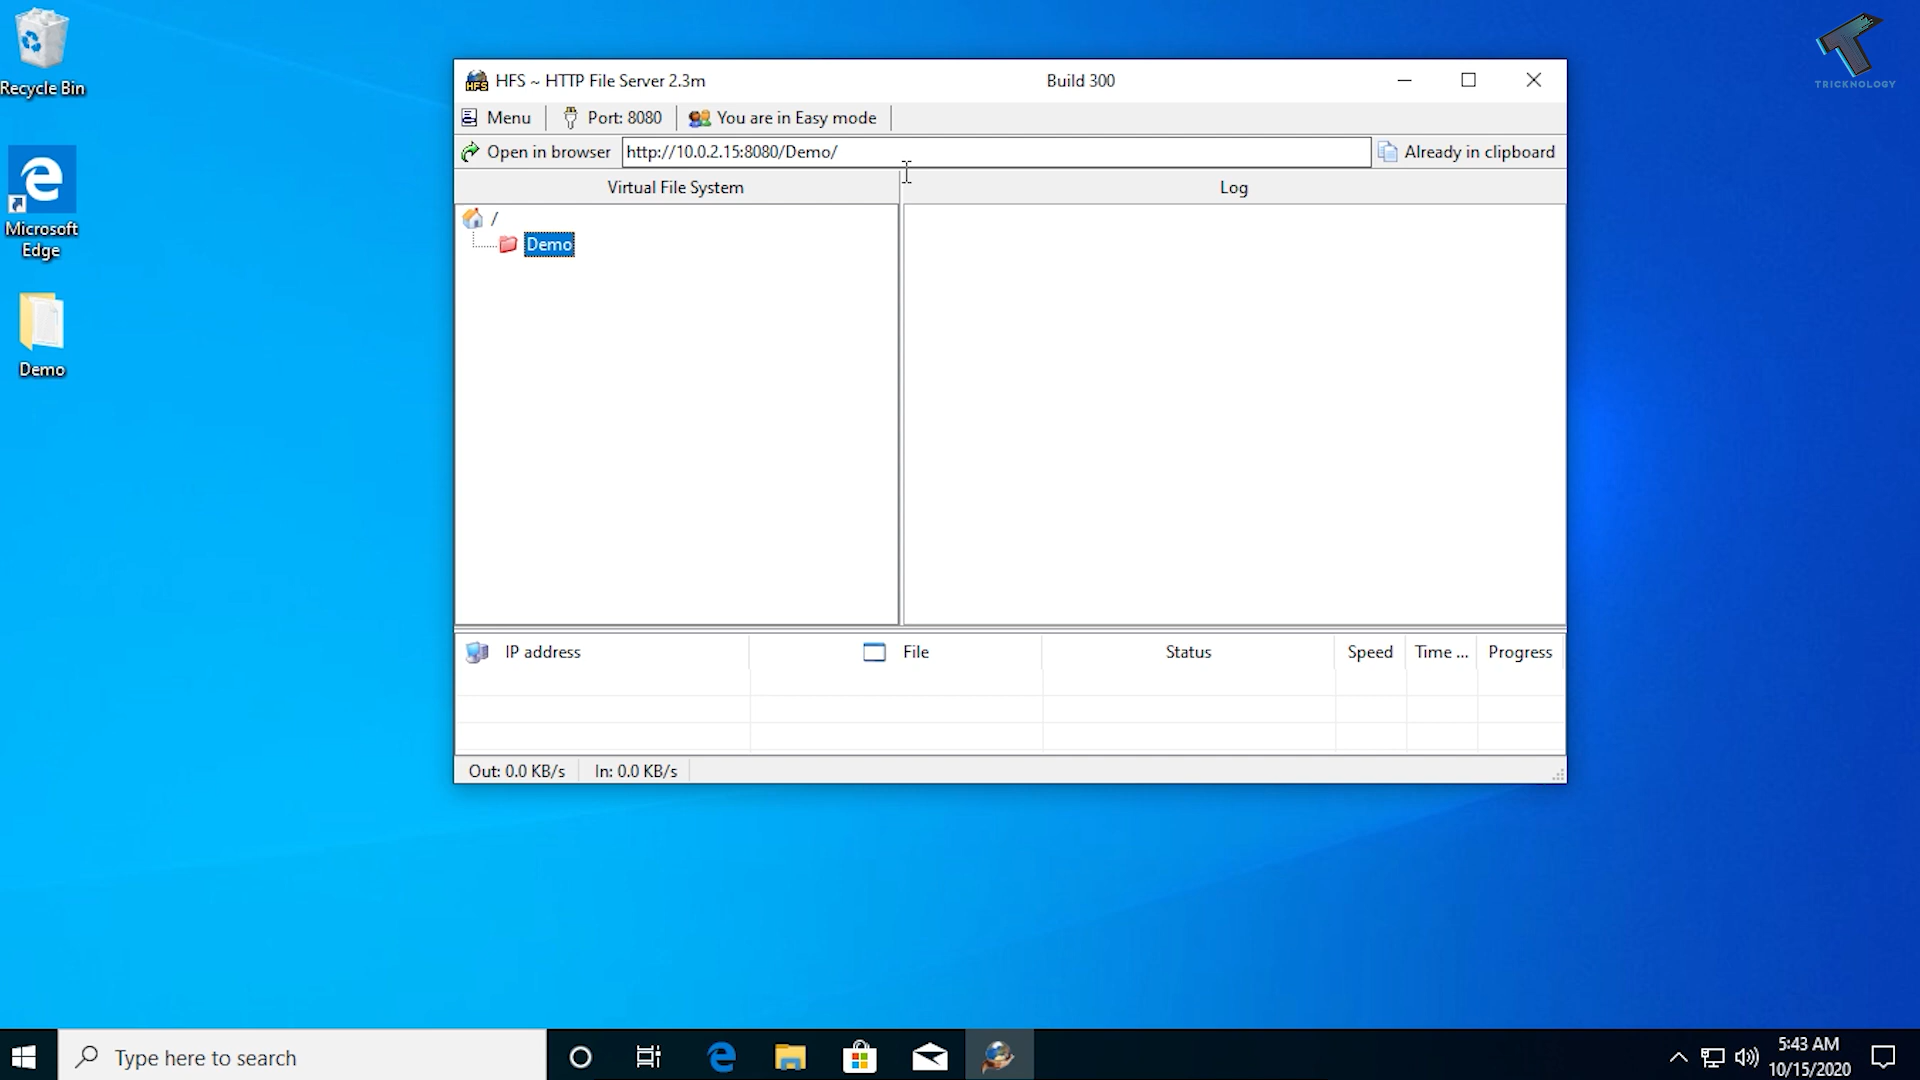 Recycle Bin
Microsoft
Edge
Demo
TRICKNOLOGY
HFS
HFS ~ HTTP File Server 2.3m
Build 300
Menu
Port: 8080
You are in Easy mode
Open in browser
http://10.0.2.15:8080/Demo/
Already in clipboard
Virtual File System
Log
/
Demo
IP address
File
Status
Speed
Time ...
Progress
Out: 0.0 KB/s
In: 0.0 KB/s
Type here to search
5:43 AM
10/15/2020